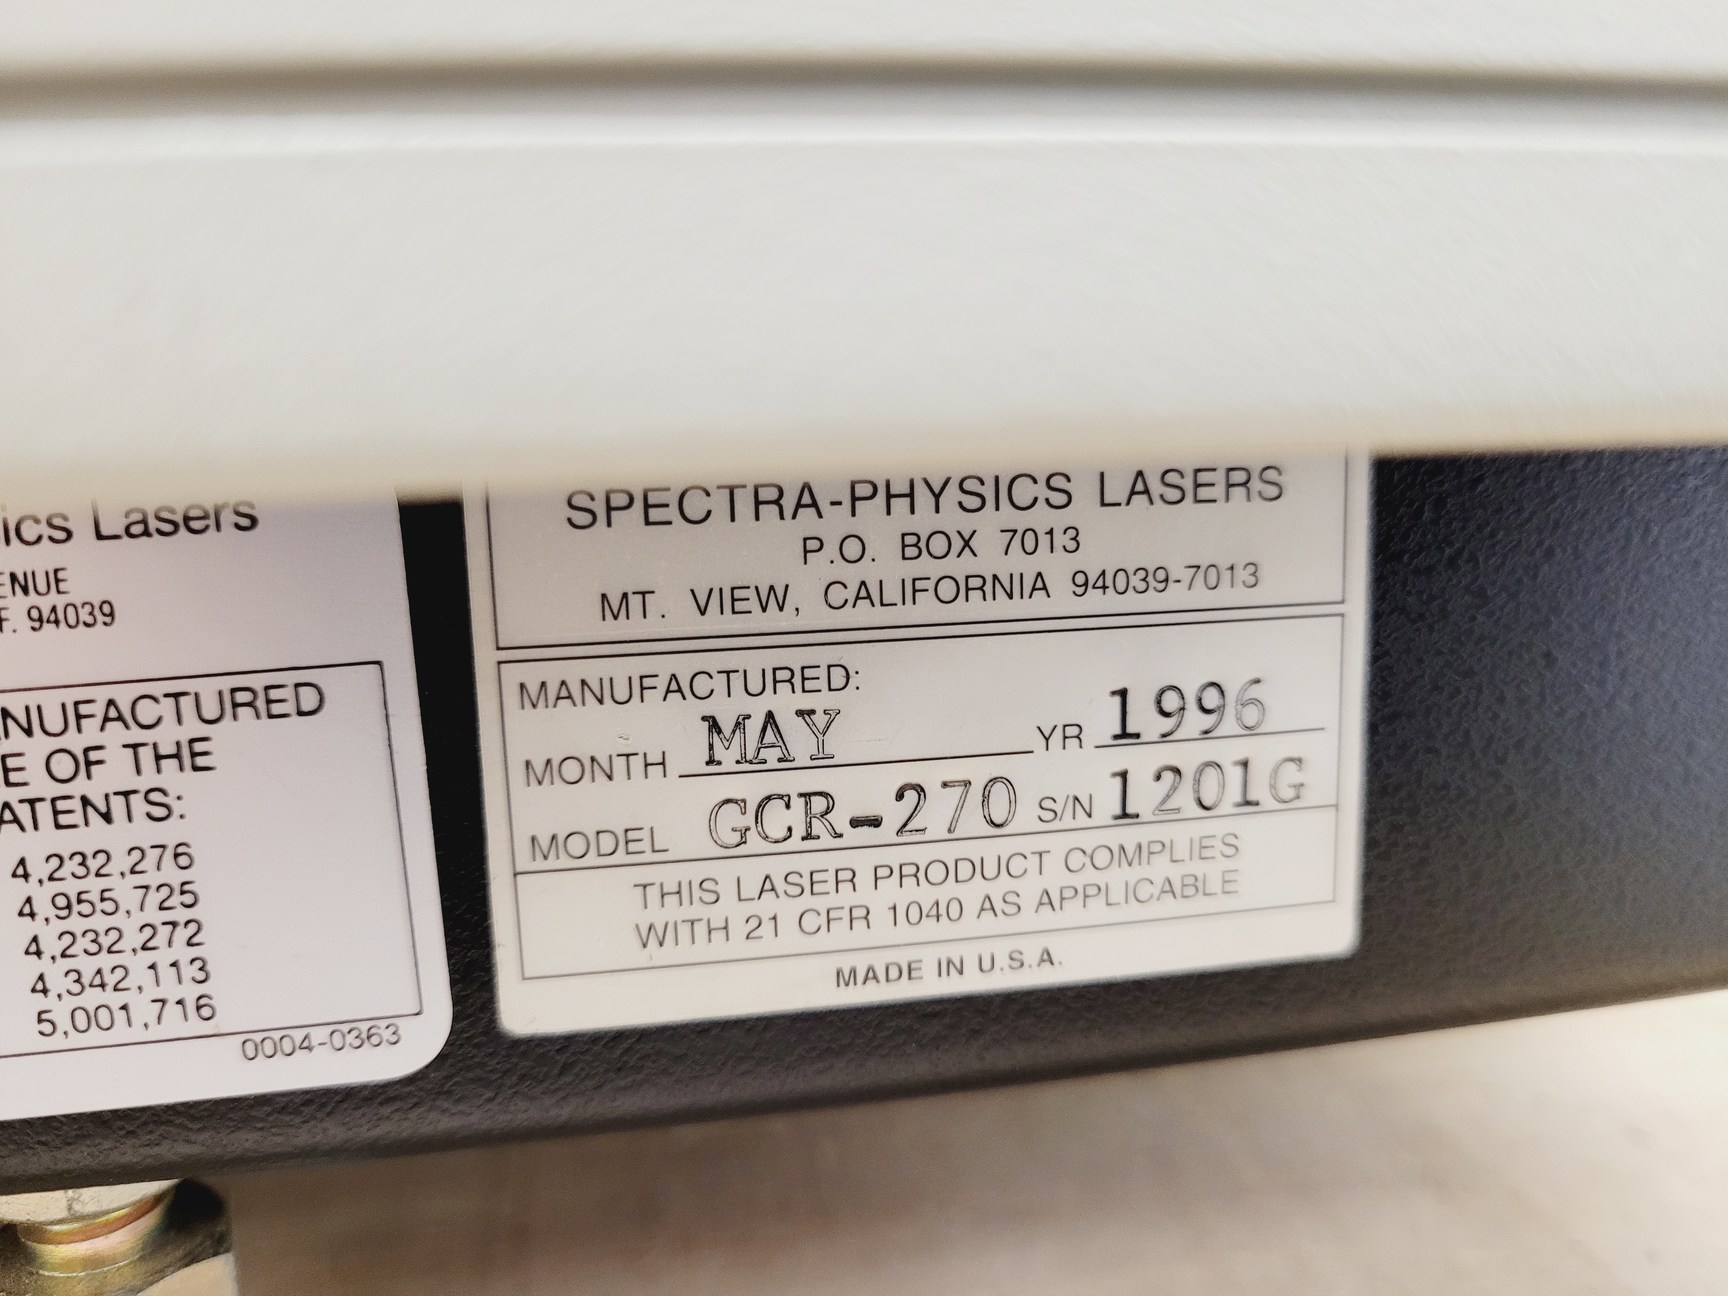 ics Lasers
ENUE
F. 94039
NUFACTURED
E OF THE
ATENTS:
4,232,276
4,955,725
4,232,272
4,342,113
5,001,716
0004-0363
SPECTRA-PHYSICS LASERS
P.O. BOX 7013
MT. VIEW, CALIFORNIA 94039-7013
MANUFACTURED:
MONTH MAY YR 1996
MODEL GCR-270 S/N 1201G
THIS LASER PRODUCT COMPLIES
WITH 21 CFR 1040 AS APPLICABLE
MADE IN U.S.A.